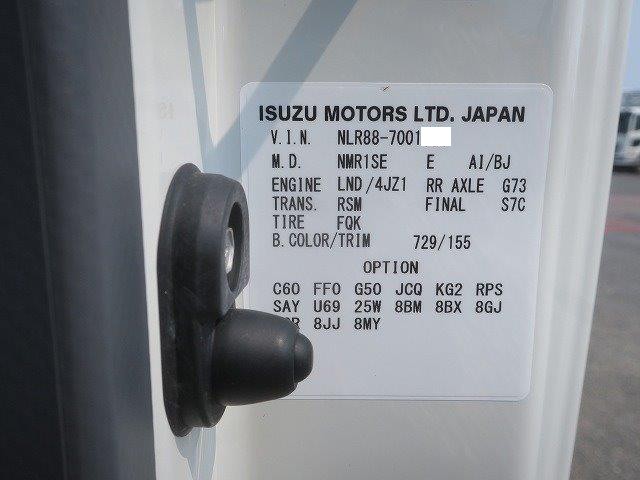 ISUZU MOTORS LTD. JAPAN
V.I.N. NLR88-7001
M.D. NMR1SE E AI/BJ
ENGINE LND/4JZ1 RR AXLE G73
TRANS. RSM FINAL S7C
TIRE FQK
B.COLOR/TRIM 729/155
OPTION
C60 FF0 G50 JCQ KG2 RPS
SAY U69 25W 8BM 8BX 8GJ
8JJ 8MY